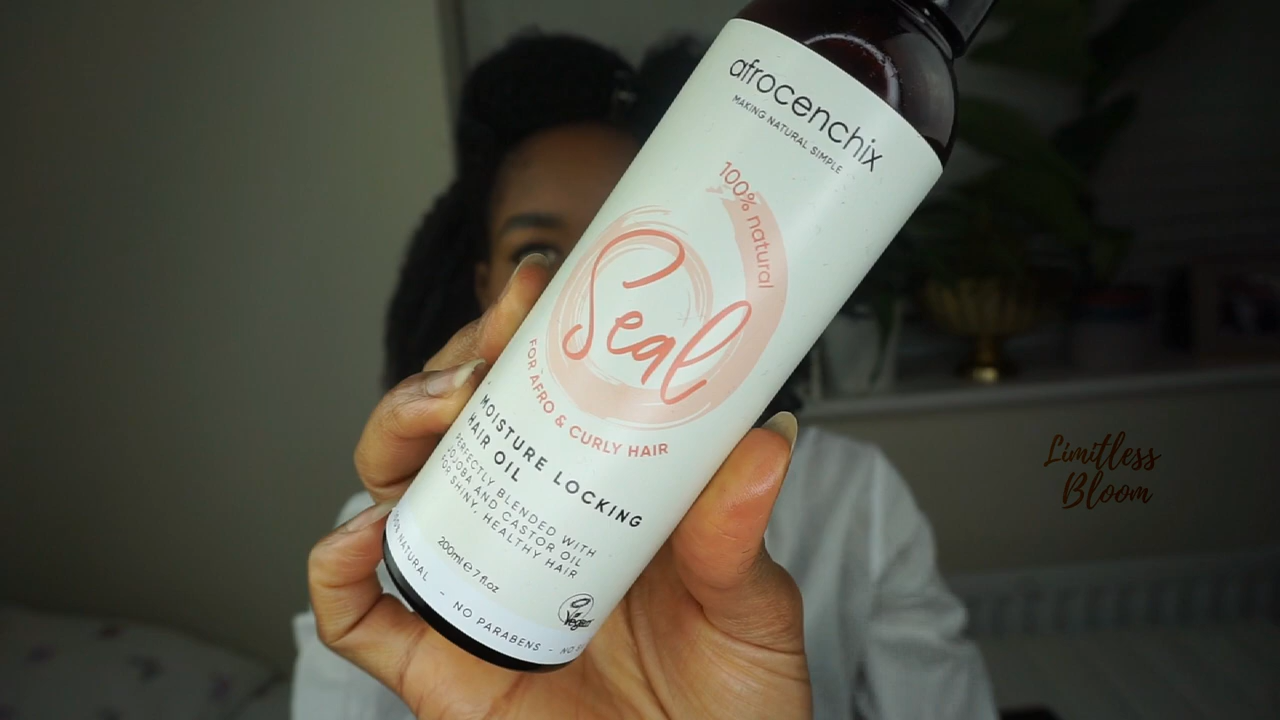 afrocenchix
MAKING NATURAL SIMPLE
100% natural
Seal
FOR AFRO & CURLY HAIR
MOISTURE LOCKING
HAIR OIL
PERFECTLY BLENDED WITH
JOJOBA AND CASTOR OIL
FOR SHINY, HEALTHY HAIR
200ml e 7 fl.oz
Vegan
NATURAL - NO PARABENS - NO
Limitless
Bloom